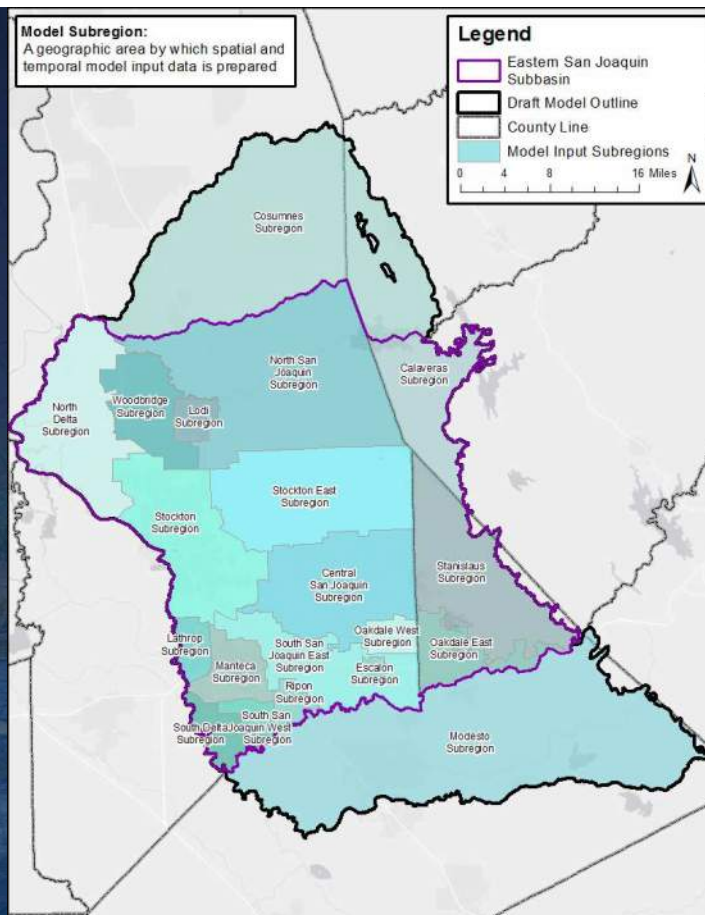 Model Subregion:
A geographic area by which spatial and
temporal model input data is prepared
Legend
Eastern San Joaquin
Subbasin
Draft Model Outline
County Line
Model Input Subregions
N
0 4 8 16 Miles
Cosumnes
Subregion
North San
Joaquin
Subregion
Calaveras
Subregion
Woodbridge
Subregion
Lodi
Subregion
North
Delta
Subregion
Stockton East
Subregion
Stockton
Subregion
Central
San Joaquin
Subregion
Stanislaus
Subregion
Lathrop
Subregion
Manteca
Subregion
South San
Joaquin East
Subregion
Oakdale West
Subregion
Oakdale East
Subregion
Escalon
Subregion
Ripon
Subregion
South Delta
Subregion
South San
Joaquin West
Subregion
Modesto
Subregion